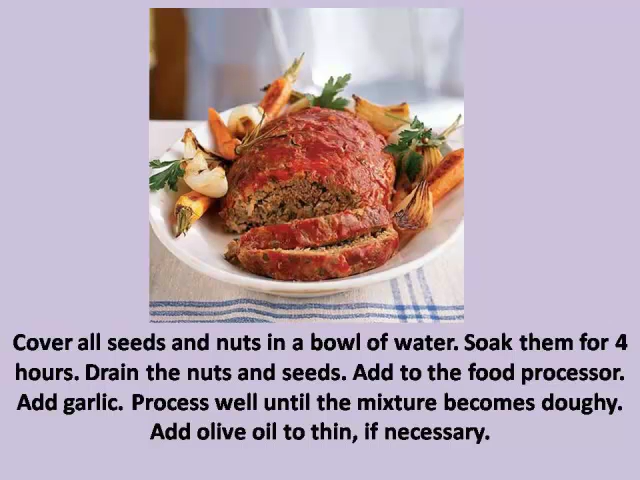 Cover all seeds and nuts in a bowl of water. Soak them for 4
hours. Drain the nuts and seeds. Add to the food processor.
Add garlic. Process well until the mixture becomes doughy.
Add olive oil to thin, if necessary.